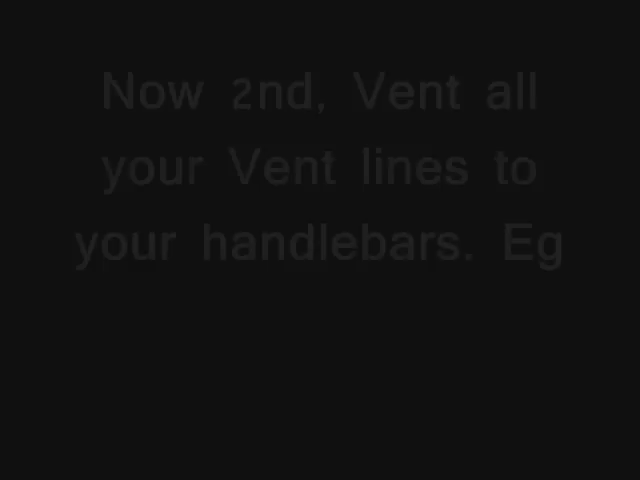 Now 2nd, Vent all
your Vent lines to
your handlebars. Eg